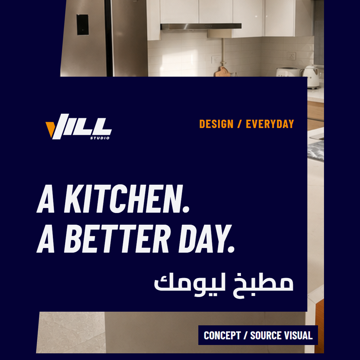 VILL
STUDIO
DESIGN / EVERYDAY
A KITCHEN.
A BETTER DAY.
مطبخ ليومك
CONCEPT / SOURCE VISUAL